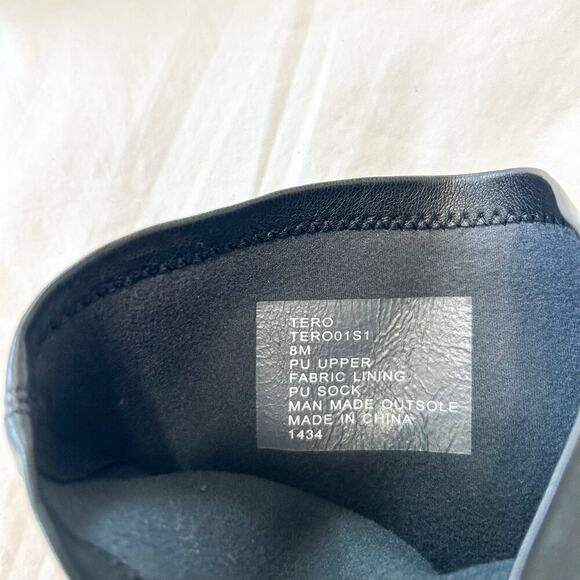 TERO
TERO01S1
8M
PU UPPER
FABRIC LINING
PU SOCK
MAN MADE OUTSOLE
MADE IN CHINA
1434